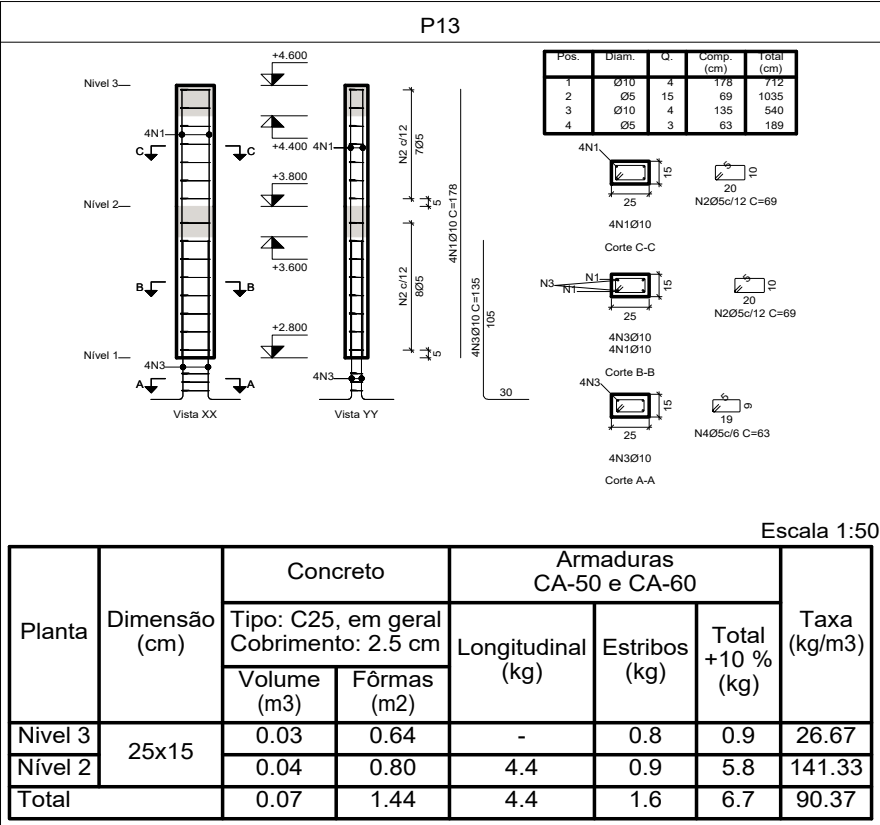 P13
Nivel 3
4N1
C C
Nível 2
B B
Nível 1
4N3
A A
Vista XX
+4.600
+4.400
+3.800
+3.600
+2.800
4N1
4N3
Vista YY
N2 c/12
7Ø5
5
N2 c/12
8Ø5
5
4N1Ø10 C=178
4N3Ø10 C=135
105
30
Pos. Diam. Q. Comp. (cm) Total (cm)
1 Ø10 4 178 712
2 Ø5 15 69 1035
3 Ø10 4 135 540
4 Ø5 3 63 189
4N1
15
25
4N1Ø10
Corte C-C
5
10
20
N2Ø5c/12 C=69
N3
N1
N1
15
25
4N3Ø10
4N1Ø10
Corte B-B
5
10
20
N2Ø5c/12 C=69
4N3
15
25
4N3Ø10
Corte A-A
5
9
19
N4Ø5c/6 C=63
Escala 1:50
Planta
Dimensão
(cm)
Concreto
Tipo: C25, em geral
Cobrimento: 2.5 cm
Volume
(m3)
Fôrmas
(m2)
Armaduras
CA-50 e CA-60
Longitudinal
(kg)
Estribos
(kg)
Total
+10 %
(kg)
Taxa
(kg/m3)
Nivel 3 25x15 0.03 0.64 - 0.8 0.9 26.67
Nível 2 0.04 0.80 4.4 0.9 5.8 141.33
Total 0.07 1.44 4.4 1.6 6.7 90.37